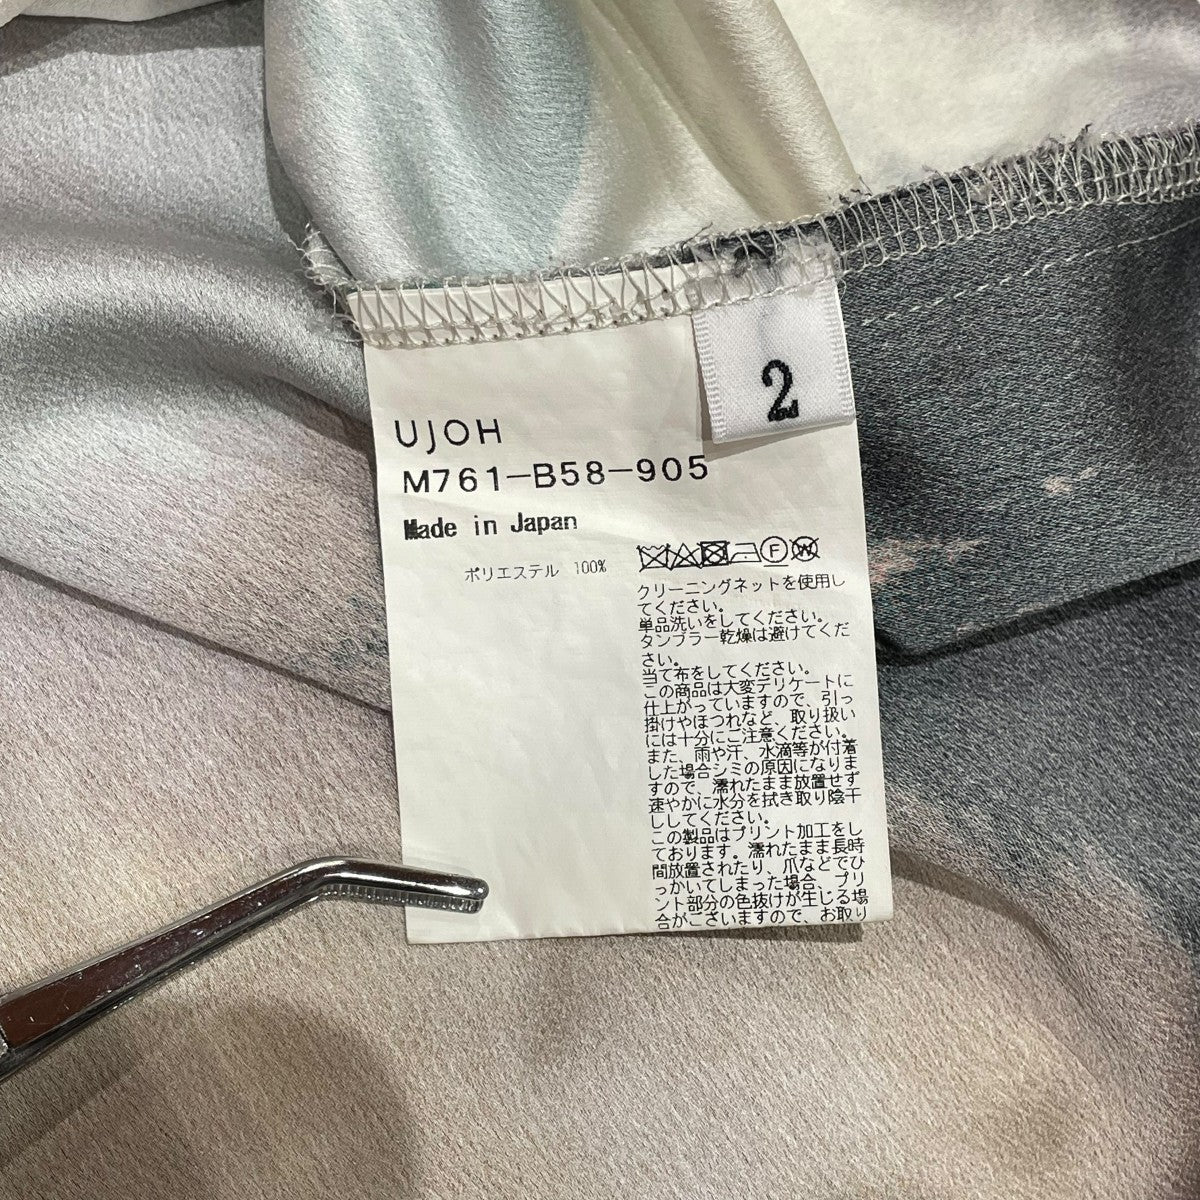 2
UJOH
M761-B58-905
Made in Japan
ポリエステル 100%
F W
クリーニングネットを使用し
てください。
単品洗いをしてください。
タンブラー乾燥は避けてくだ
さい。
当て布をしてください。
この商品は大変デリケートに
仕上がっていますので、引っ
掛けやほつれなど、取り扱い
には十分にご注意ください。
また、雨や汗、水滴等が付着
した場合シミの原因になりま
すので、濡れたまま放置せず
速やかに水分を拭き取り陰干
ししてください。
この製品はプリント加工をし
ております。濡れたまま長時
間放置されたり、爪などでひ
っかいてしまった場合、プリ
ント部分の色抜けが生じる場
合がございますので、お取り